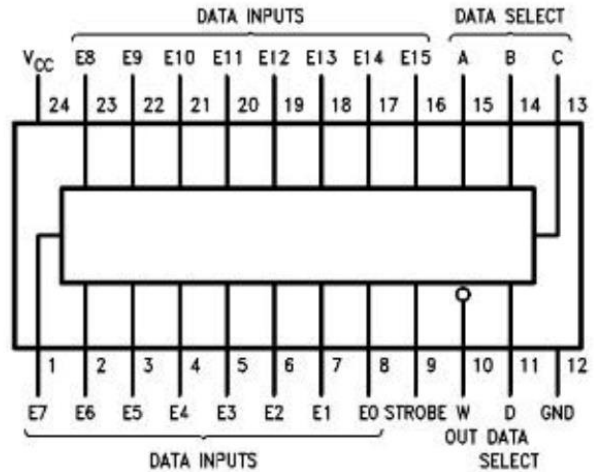 DATA INPUTS DATA SELECT
VCC E8 E9 E10 E11 E12 E13 E14 E15 A B C
24 23 22 21 20 19 18 17 16 15 14 13
1 2 3 4 5 6 7 8 9 10 11 12
E7 E6 E5 E4 E3 E2 E1 E0 STROBE W D GND
OUT DATA
DATA INPUTS SELECT